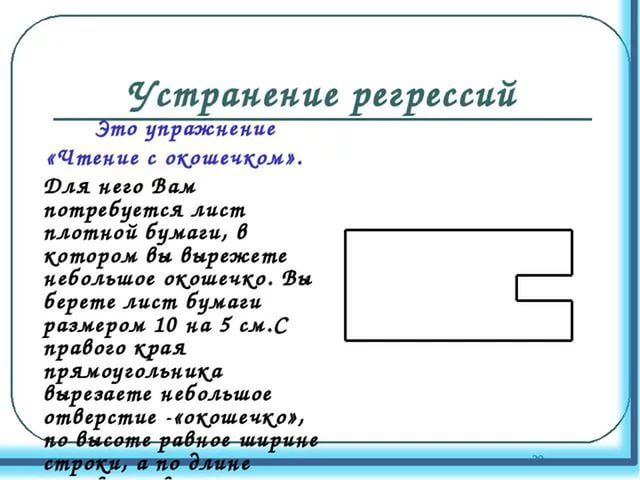 Устранение регрессий
Это упражнение
«Чтение с окошечком».
Для него Вам
потребуется лист
плотной бумаги, в
котором вы вырежете
небольшое окошечко. Вы
берете лист бумаги
размером 10 на 5 см.С
правого края
прямоугольника
вырезаете небольшое
отверстие -«окошечко»,
по высоте равное ширине
строки, а по длине